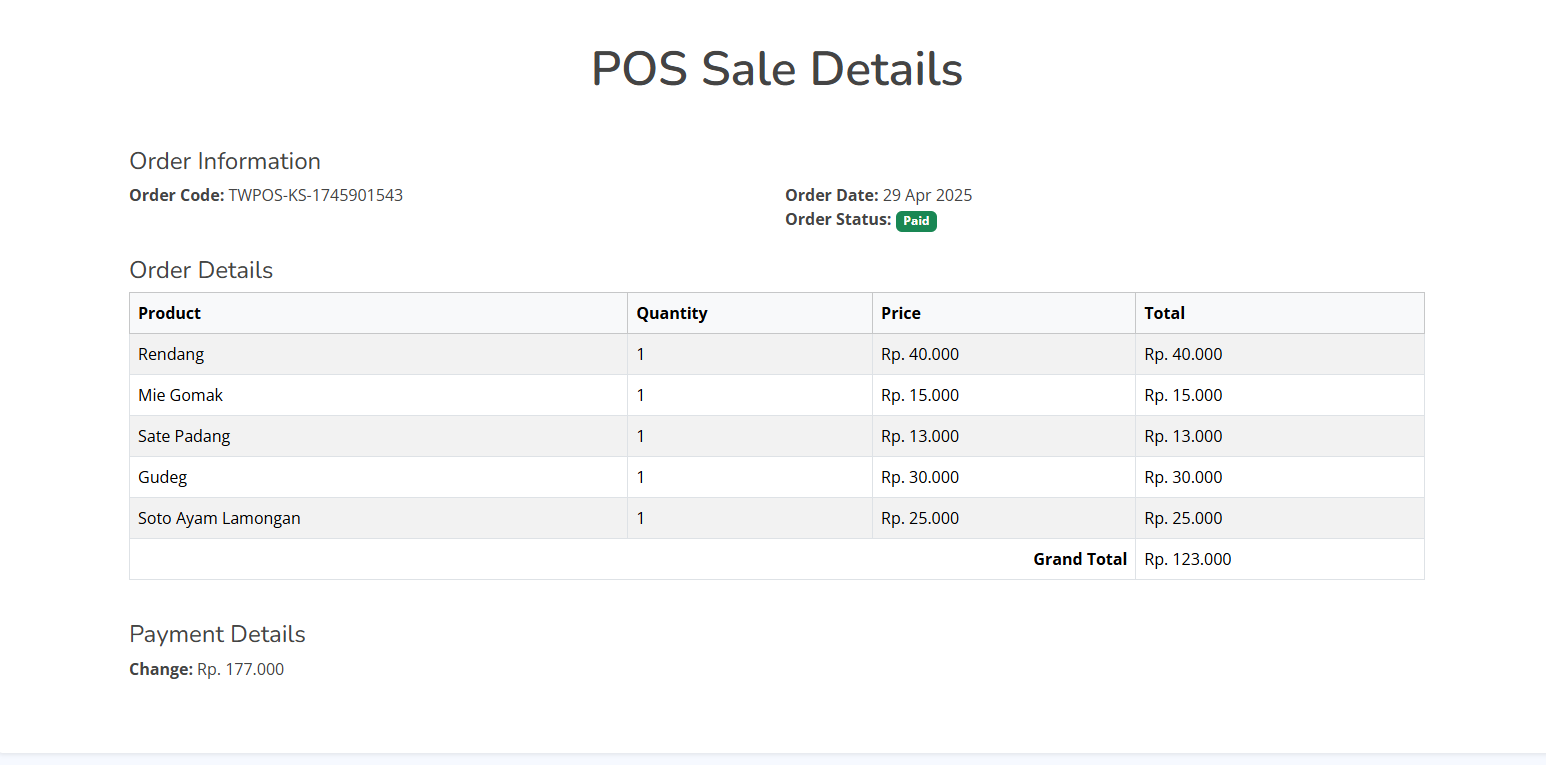 POS Sale Details
Order Information
Order Code: TWPOS-KS-1745901543
Order Date: 29 Apr 2025
Order Status: Paid
Order Details
Product Quantity Price Total
Rendang 1 Rp. 40.000 Rp. 40.000
Mie Gomak 1 Rp. 15.000 Rp. 15.000
Sate Padang 1 Rp. 13.000 Rp. 13.000
Gudeg 1 Rp. 30.000 Rp. 30.000
Soto Ayam Lamongan 1 Rp. 25.000 Rp. 25.000
Grand Total Rp. 123.000
Payment Details
Change: Rp. 177.000